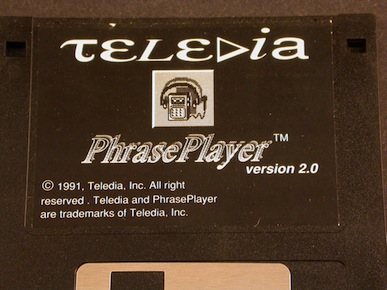 TELEDiA
PhrasePlayer™
version 2.0
© 1991, Teledia, Inc. All right
reserved . Teledia and PhrasePlayer
are trademarks of Teledia, Inc.